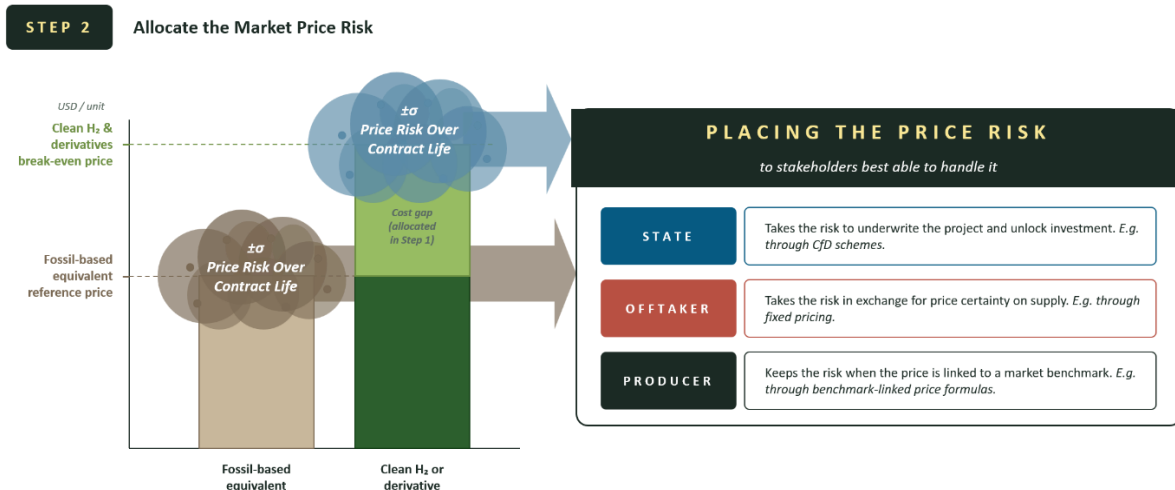 STEP 2
Allocate the Market Price Risk
USD / unit
Clean H₂ &
derivatives
break-even price
Fossil-based
equivalent
reference price
±σ
Price Risk Over
Contract Life
±σ
Price Risk Over
Contract Life
Cost gap
(allocated
in Step 1)
Fossil-based
equivalent
Clean H₂ or
derivative
PLACING THE PRICE RISK
to stakeholders best able to handle it
STATE
Takes the risk to underwrite the project and unlock investment. E.g.
through CfD schemes.
OFFTAKER
Takes the risk in exchange for price certainty on supply. E.g. through
fixed pricing.
PRODUCER
Keeps the risk when the price is linked to a market benchmark. E.g.
through benchmark-linked price formulas.